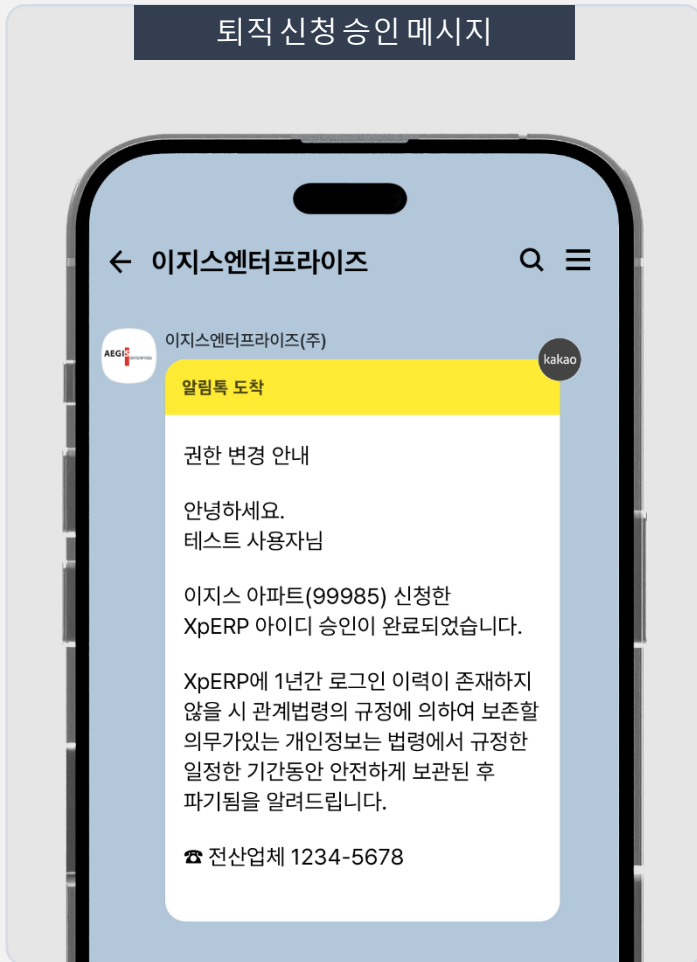 퇴직 신청 승인 메시지
이지스엔터프라이즈
이지스엔터프라이즈(주)
AEGIS
kakao
알림톡 도착
권한 변경 안내
안녕하세요.
테스트 사용자님
이지스 아파트(99985) 신청한
XpERP 아이디 승인이 완료되었습니다.
XpERP에 1년간 로그인 이력이 존재하지
않을 시 관계법령의 규정에 의하여 보존할
의무가있는 개인정보는 법령에서 규정한
일정한 기간동안 안전하게 보관된 후
파기됨을 알려드립니다.
☎ 전산업체 1234-5678